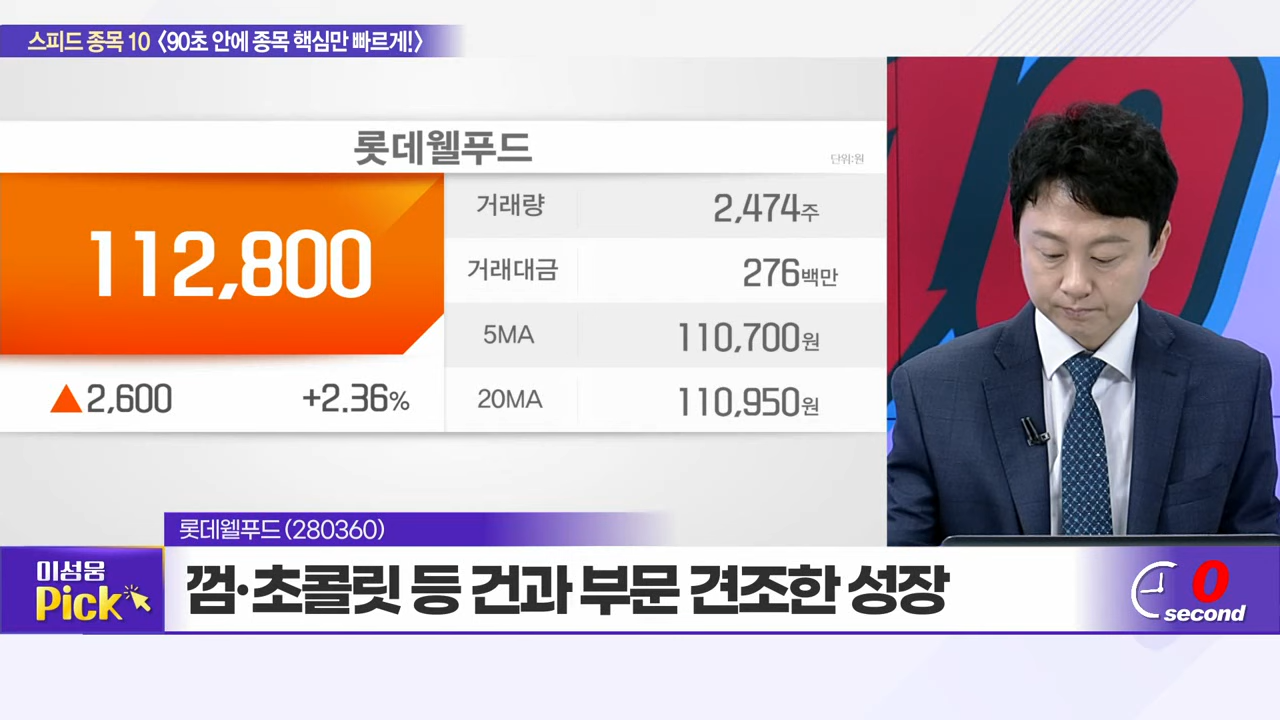 스피드 종목 10 <90초 안에 종목 핵심만 빠르게!>
롯데웰푸드
단위:원
112,800
▲2,600 +2.36%
거래량 2,474주
거래대금 276백만
5MA 110,700원
20MA 110,950원
롯데웰푸드 (280360)
이성웅
Pick
껌·초콜릿 등 건과 부문 견조한 성장
0
second